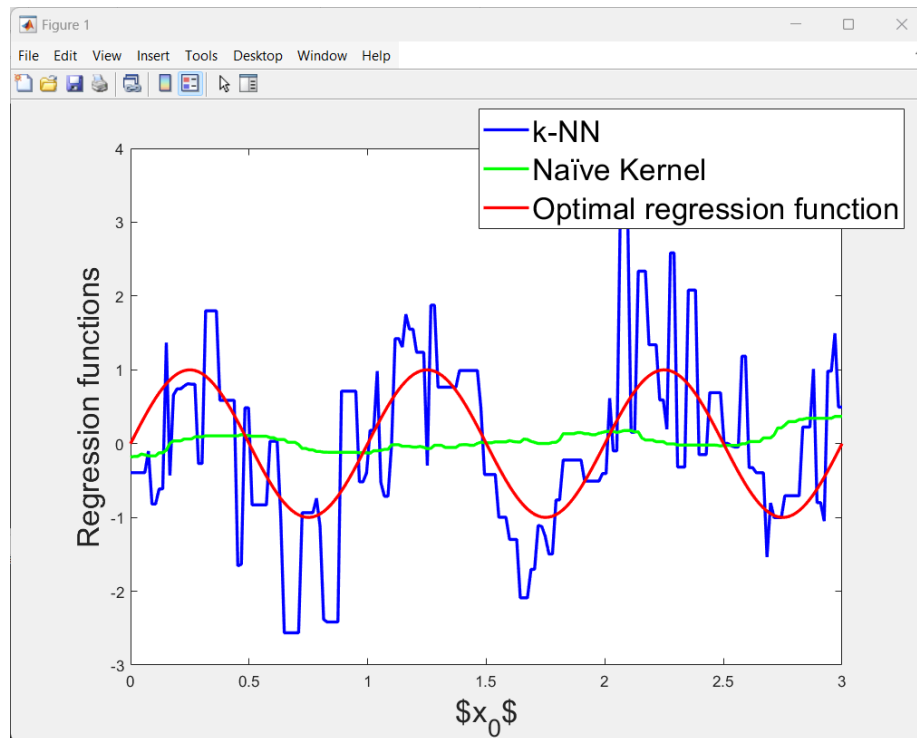 Figure 1
File Edit View Insert Tools Desktop Window Help
k-NN
Naïve Kernel
Optimal regression function
4
3
2
1
0
-1
-2
-3
Regression functions
0 0.5 1 1.5 2 2.5 3
$x_0$